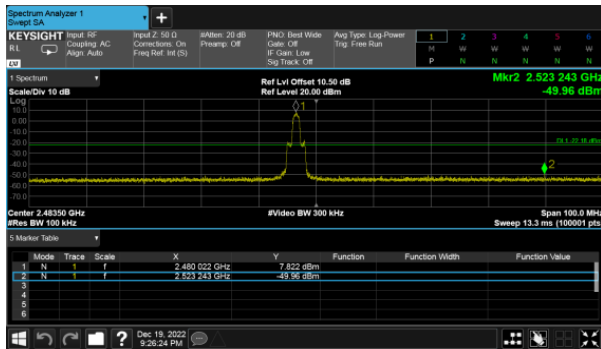 Spectrum Analyzer 1
Swept SA
KEYSIGHT Input: RF Input Z: 50 Ω #Atten: 20 dB PNO: Best Wide Avg Type: Log-Power 1 2 3 4 5 6
RL Coupling: AC Corrections: On Preamp: Off Gate: Off Trig: Free Run M W W W W W
Align: Auto Freq Ref: Int (S) IF Gain: Low
Sig Track: Off P N N N N N
LXI
1 Spectrum Ref Lvl Offset 10.50 dB Mkr2 2.523 243 GHz
Scale/Div 10 dB Ref Level 20.00 dBm -49.96 dBm
Log
10.0
0.00
-10.0
-20.0
-30.0
-40.0
-50.0
-60.0
-70.0
1
2
Center 2.48350 GHz #Video BW 300 kHz Span 100.0 MHz
#Res BW 100 kHz Sweep 13.3 ms (100001 pts)
5 Marker Table
Mode Trace Scale X Y Function Function Width Function Value
1 N 1 f 2.480 022 GHz 7.822 dBm
2 N 1 f 2.523 243 GHz -49.96 dBm
3
4
5
6
? Dec 19, 2022
9:26:24 PM